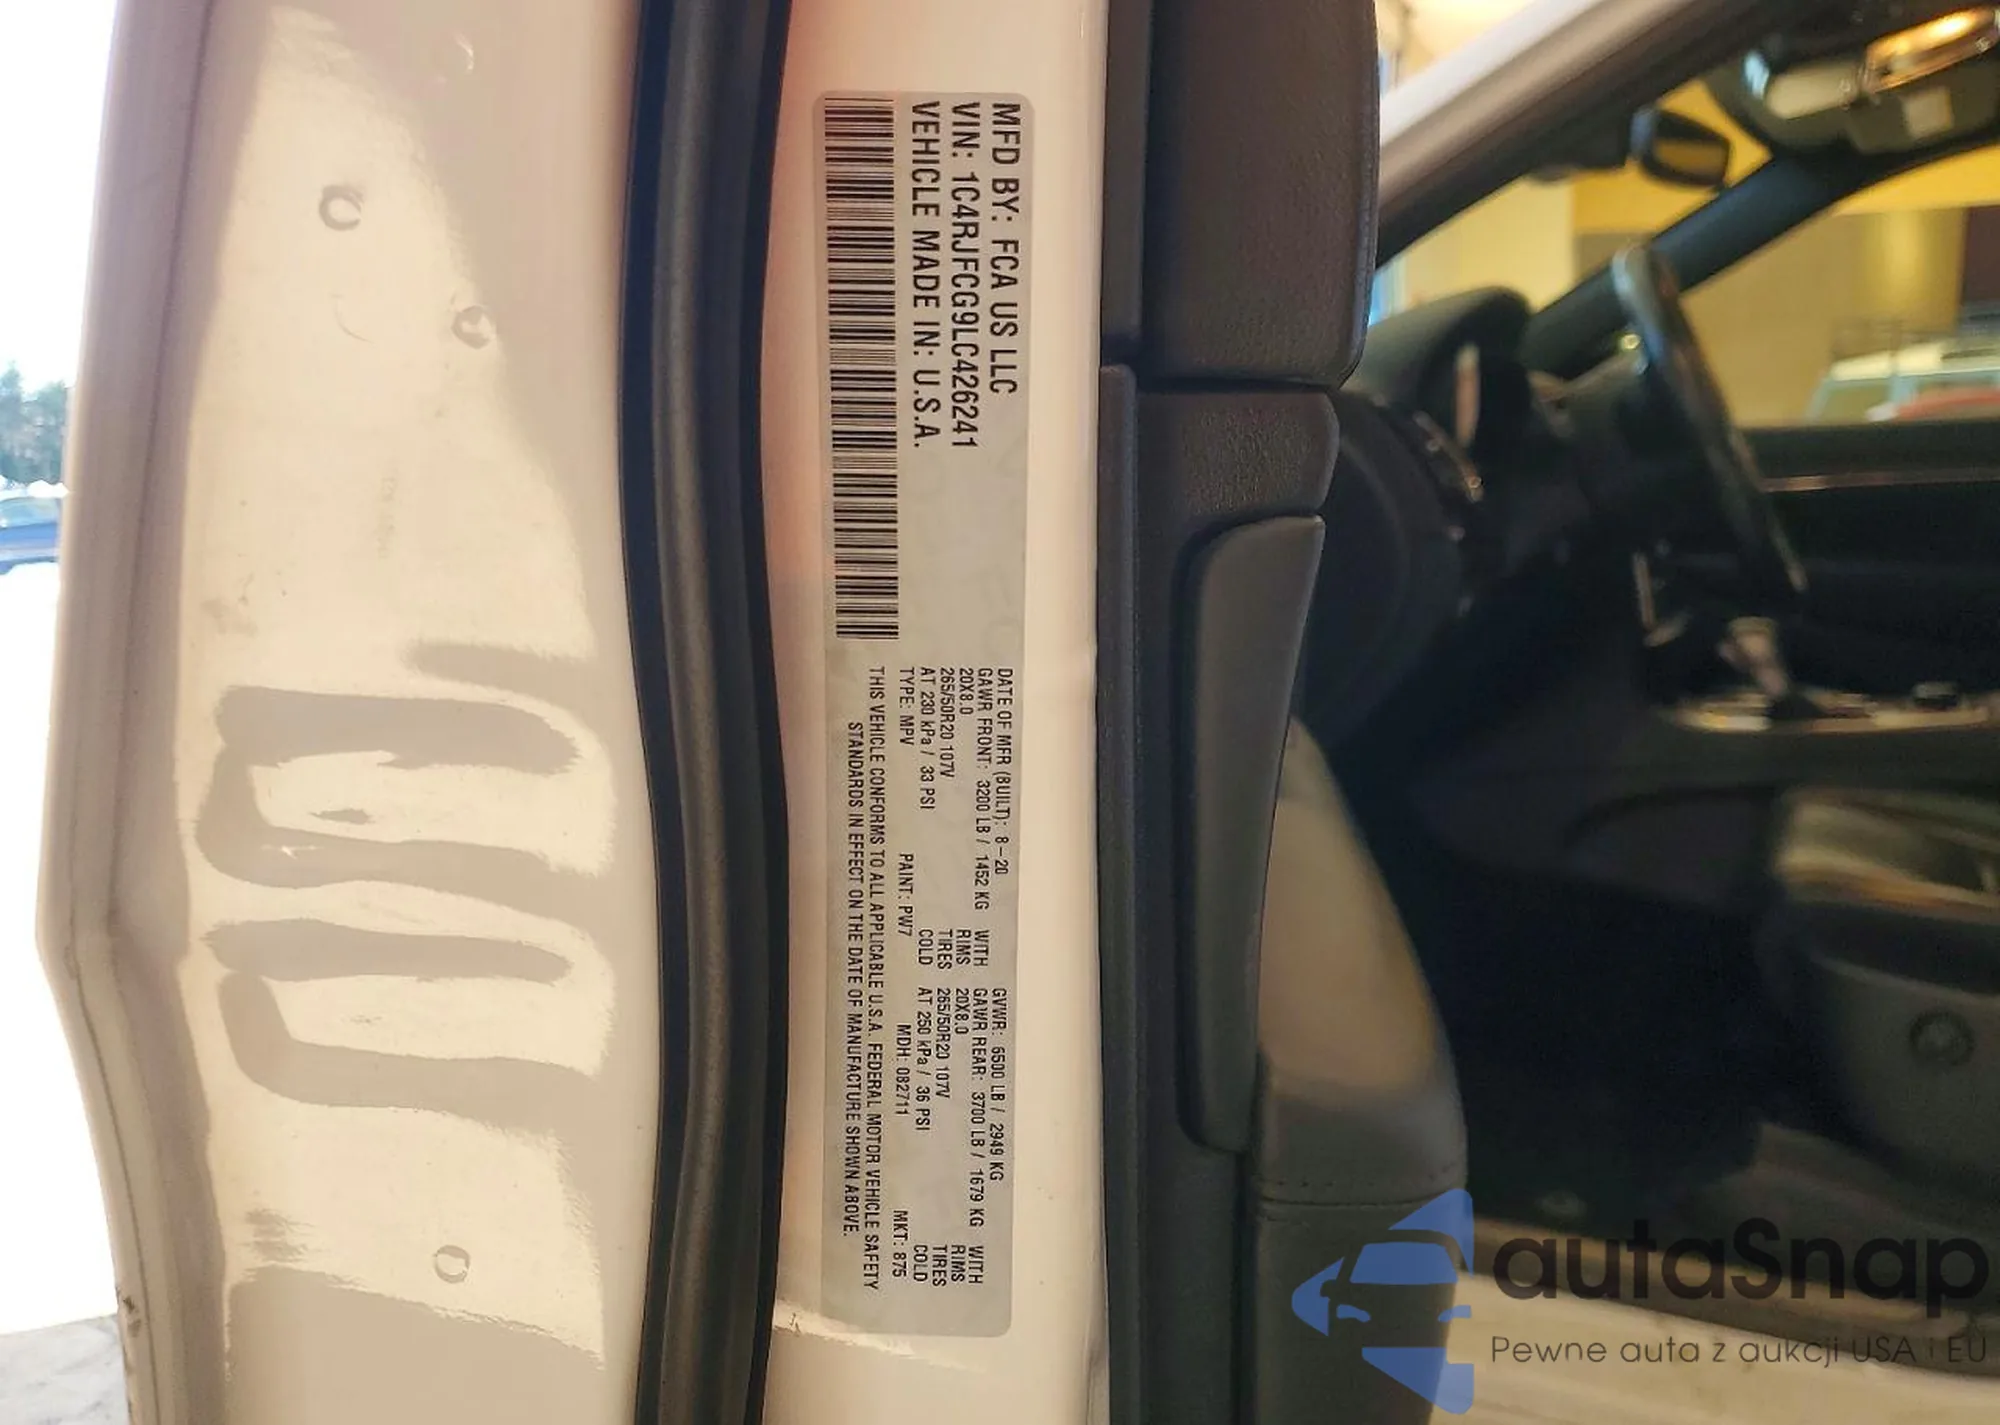 MFD BY: FCA US LLC
VIN: 1C4RJFCG9LC426241
VEHICLE MADE IN: U.S.A.
DATE OF MFR (BUILT): 8-20 GVWR: 6500 LB / 2949 KG
GAWR FRONT: 3200 LB / 1452 KG WITH GAWR REAR: 3700 LB / 1679 KG WITH
20X8.0 RIMS 20X8.0 RIMS
265/50R20 107V TIRES 265/50R20 107V TIRES
AT 230 kPa / 33 PSI COLD AT 250 kPa / 36 PSI COLD
TYPE: MPV PAINT: PW7 MDH: 082711 MKT: 875
THIS VEHICLE CONFORMS TO ALL APPLICABLE U.S.A. FEDERAL MOTOR VEHICLE SAFETY
STANDARDS IN EFFECT ON THE DATE OF MANUFACTURE SHOWN ABOVE.
autaSnap
Pewne auta z aukcji USA i EU